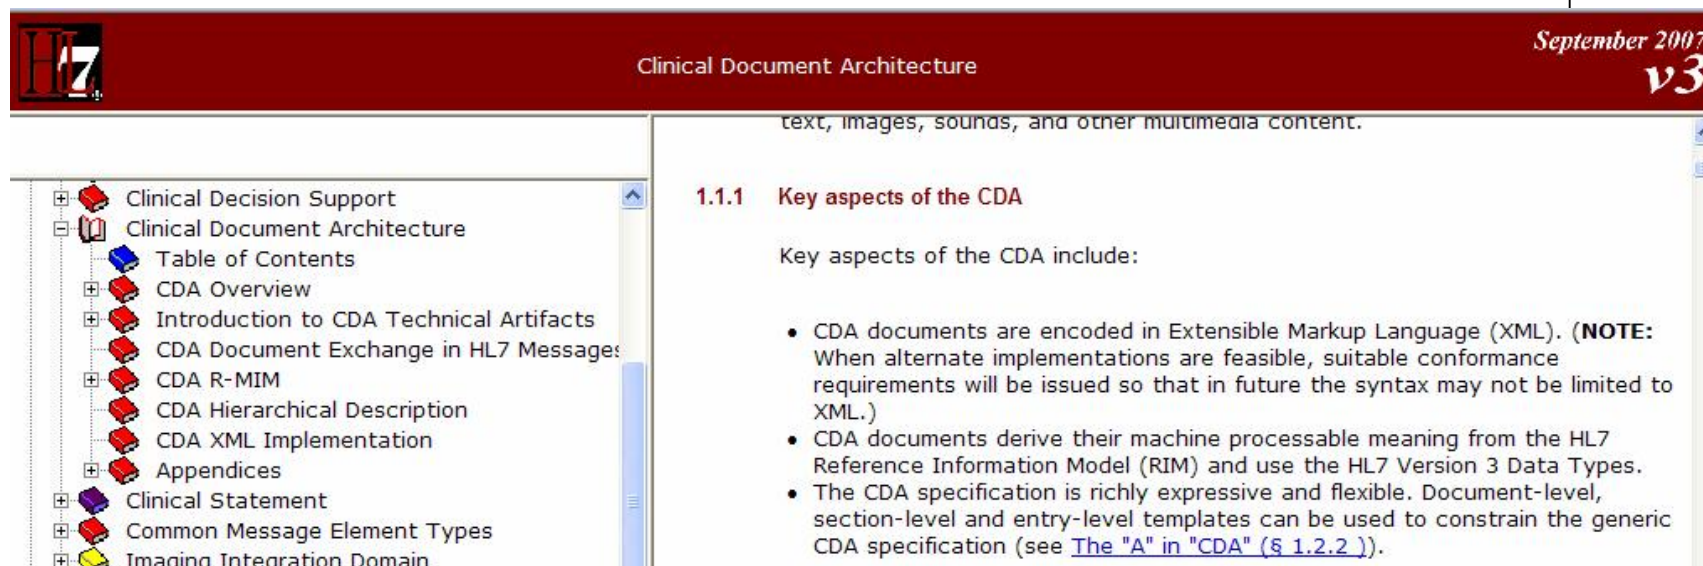 HL7
Clinical Document Architecture
September 2007
v3
Clinical Decision Support
Clinical Document Architecture
Table of Contents
CDA Overview
Introduction to CDA Technical Artifacts
CDA Document Exchange in HL7 Messages
CDA R-MIM
CDA Hierarchical Description
CDA XML Implementation
Appendices
Clinical Statement
Common Message Element Types
Imaging Integration Domain
text, images, sounds, and other multimedia content.
1.1.1 Key aspects of the CDA
Key aspects of the CDA include:
• CDA documents are encoded in Extensible Markup Language (XML). (NOTE:
When alternate implementations are feasible, suitable conformance
requirements will be issued so that in future the syntax may not be limited to
XML.)
• CDA documents derive their machine processable meaning from the HL7
Reference Information Model (RIM) and use the HL7 Version 3 Data Types.
• The CDA specification is richly expressive and flexible. Document-level,
section-level and entry-level templates can be used to constrain the generic
CDA specification (see The "A" in "CDA" (§ 1.2.2 )).